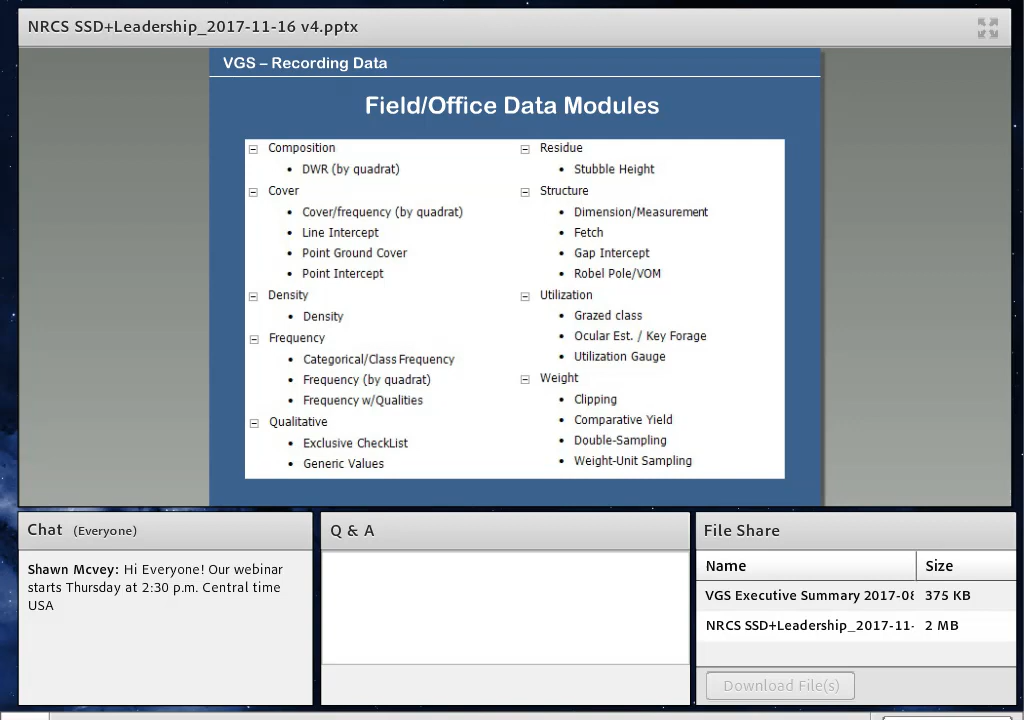 NRCS SSD+Leadership_2017-11-16 v4.pptx
VGS – Recording Data
Field/Office Data Modules
Composition
• DWR (by quadrat)
Cover
• Cover/frequency (by quadrat)
• Line Intercept
• Point Ground Cover
• Point Intercept
Density
• Density
Frequency
• Categorical/Class Frequency
• Frequency (by quadrat)
• Frequency w/Qualities
Qualitative
• Exclusive CheckList
• Generic Values
Residue
• Stubble Height
Structure
• Dimension/Measurement
• Fetch
• Gap Intercept
• Robel Pole/VOM
Utilization
• Grazed class
• Ocular Est. / Key Forage
• Utilization Gauge
Weight
• Clipping
• Comparative Yield
• Double-Sampling
• Weight-Unit Sampling
Chat (Everyone)
Shawn Mcvey: Hi Everyone! Our webinar
starts Thursday at 2:30 p.m. Central time
USA
Q & A
File Share
Name Size
VGS Executive Summary 2017-08 375 KB
NRCS SSD+Leadership_2017-11- 2 MB
Download File(s)